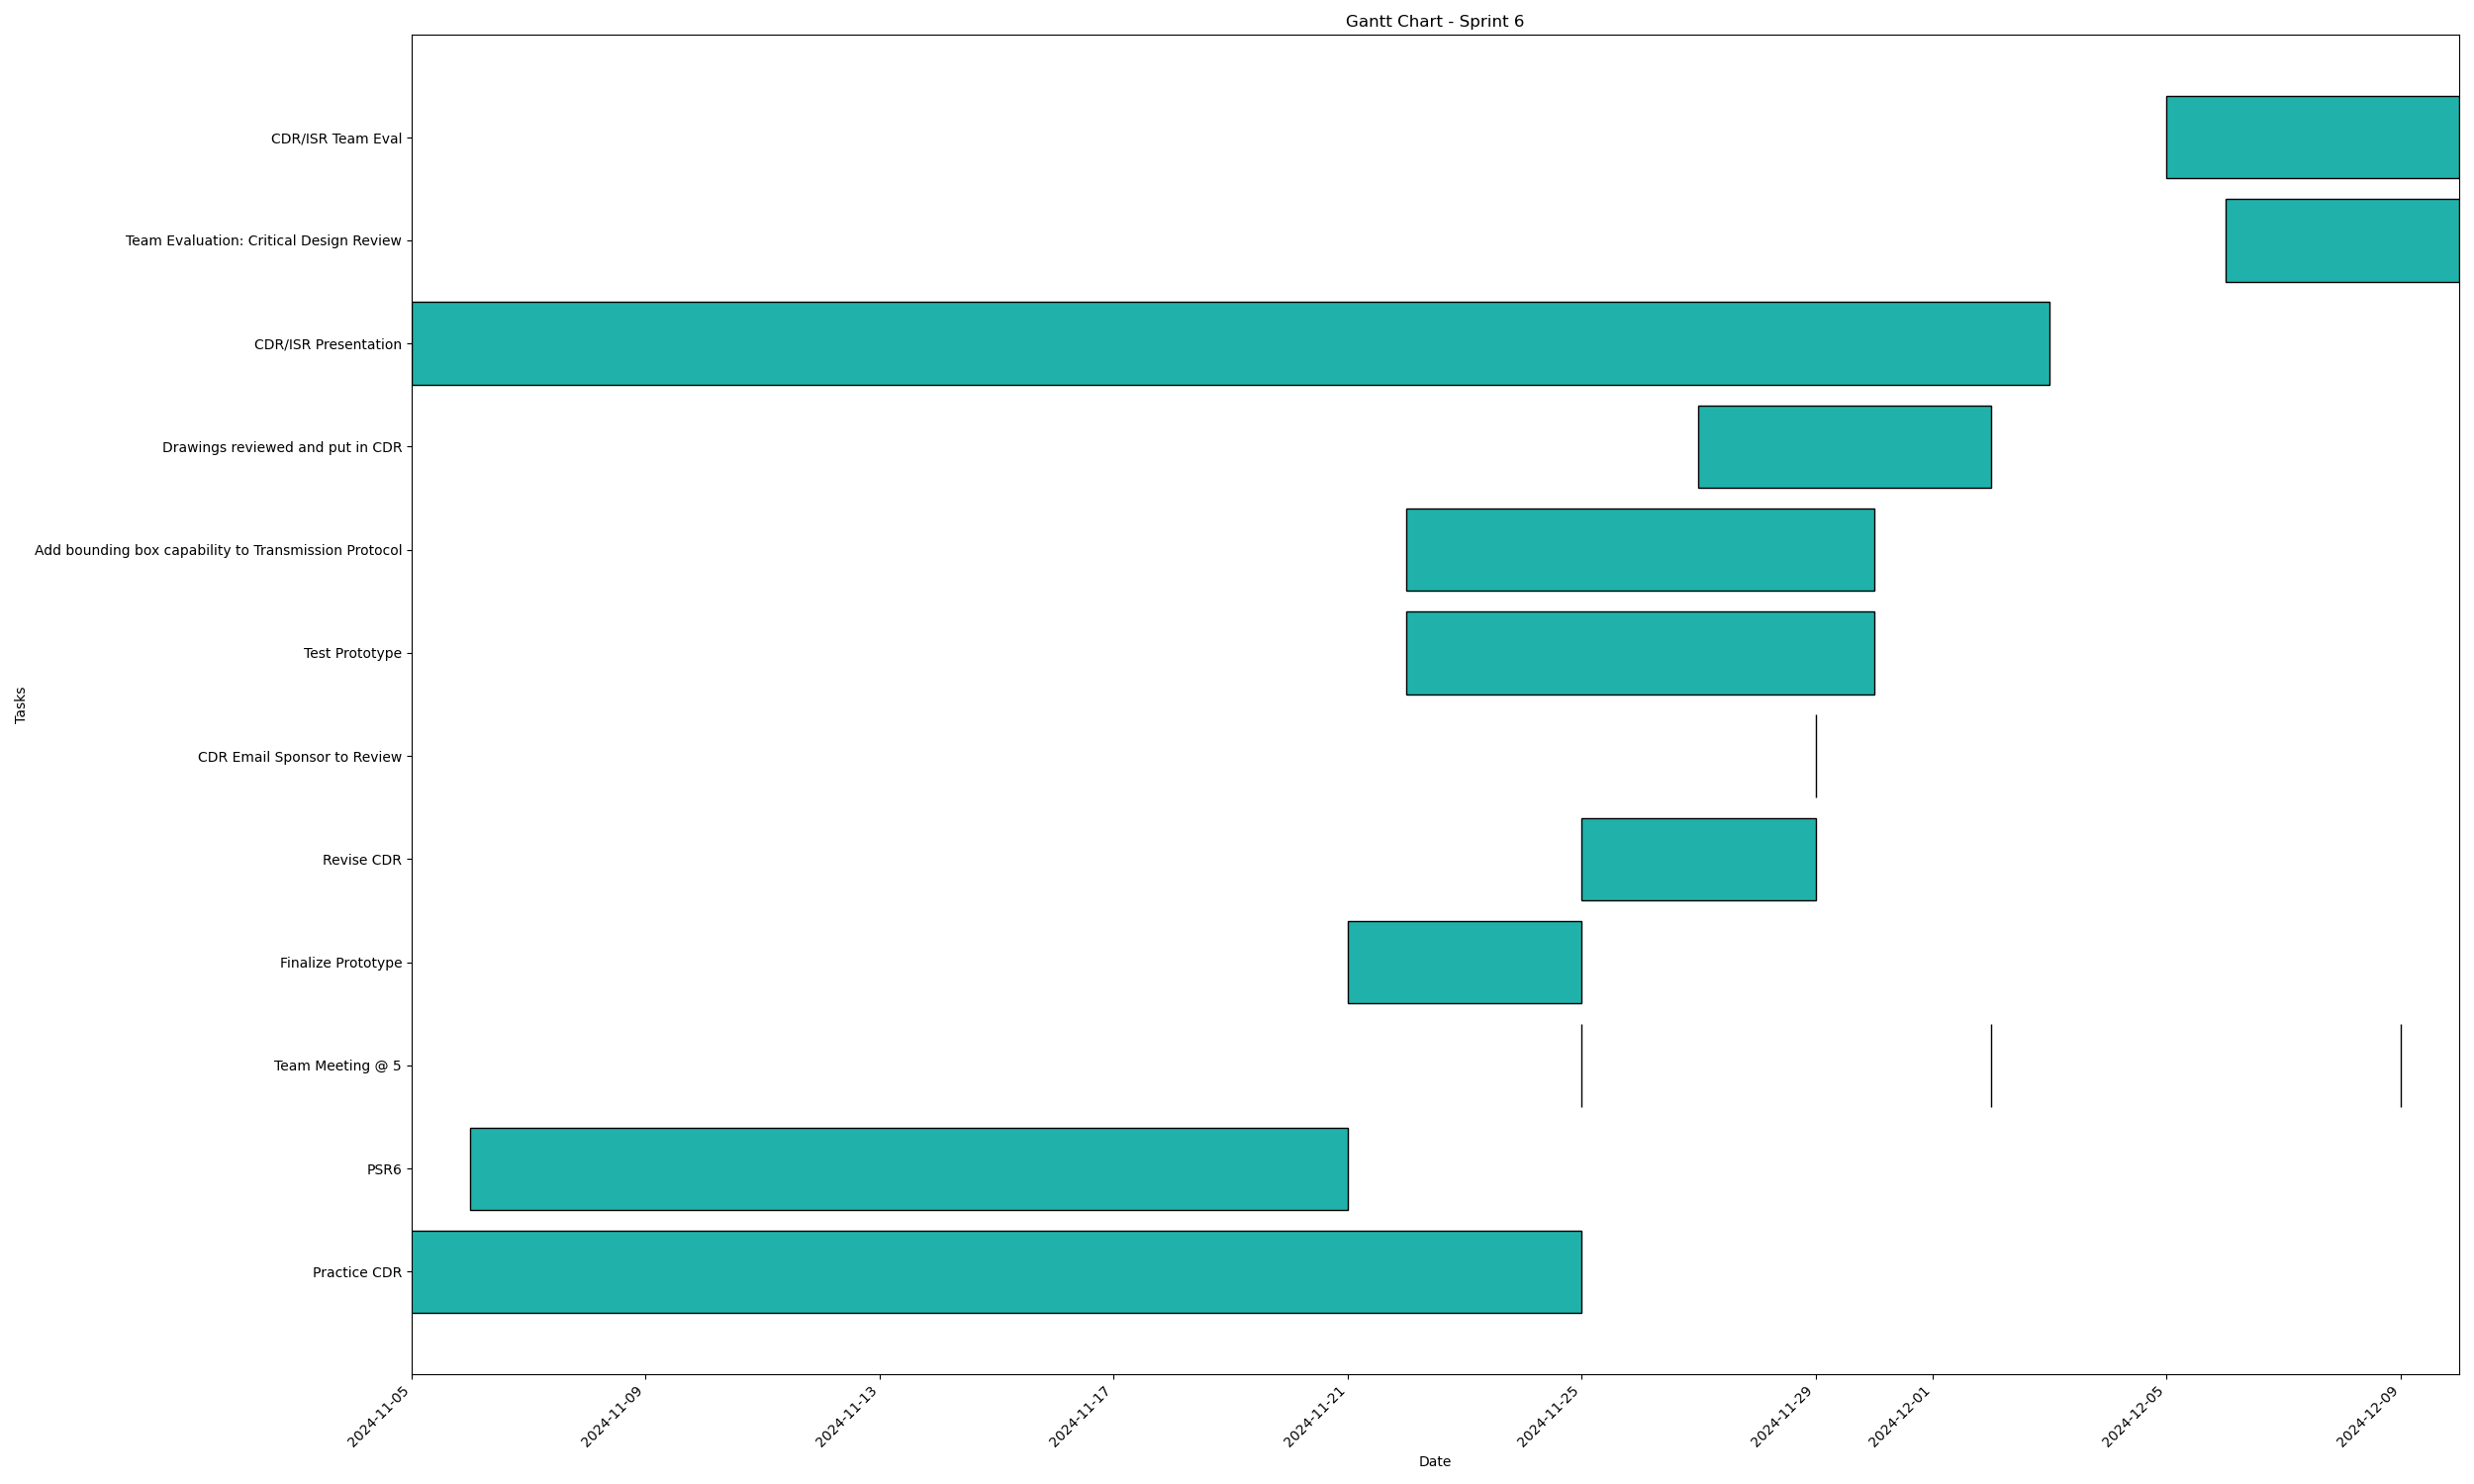 Gantt Chart - Sprint 6
CDR/ISR Team Eval
Team Evaluation: Critical Design Review
CDR/ISR Presentation
Drawings reviewed and put in CDR
Add bounding box capability to Transmission Protocol
Test Prototype
CDR Email Sponsor to Review
Revise CDR
Finalize Prototype
Team Meeting @ 5
PSR6
Practice CDR
Tasks
2024-11-05
2024-11-09
2024-11-13
2024-11-17
2024-11-21
2024-11-25
2024-11-29
2024-12-01
2024-12-05
2024-12-09
Date